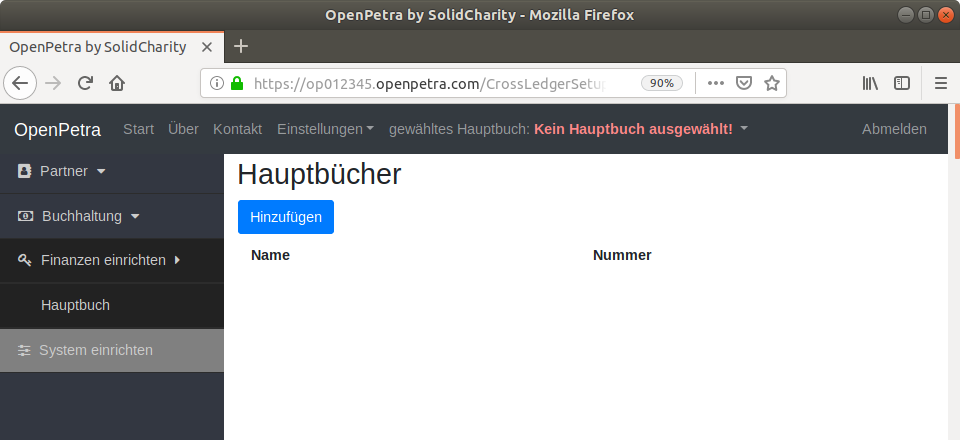 OpenPetra by SolidCharity - Mozilla Firefox
OpenPetra by SolidCharity
https://op012345.openpetra.com/CrossLedgerSetup 90%
OpenPetra Start Über Kontakt Einstellungen gewähltes Hauptbuch: Kein Hauptbuch ausgewählt! Abmelden
Partner
Hauptbücher
Buchhaltung
Hinzufügen
Name Nummer
Finanzen einrichten
Hauptbuch
System einrichten